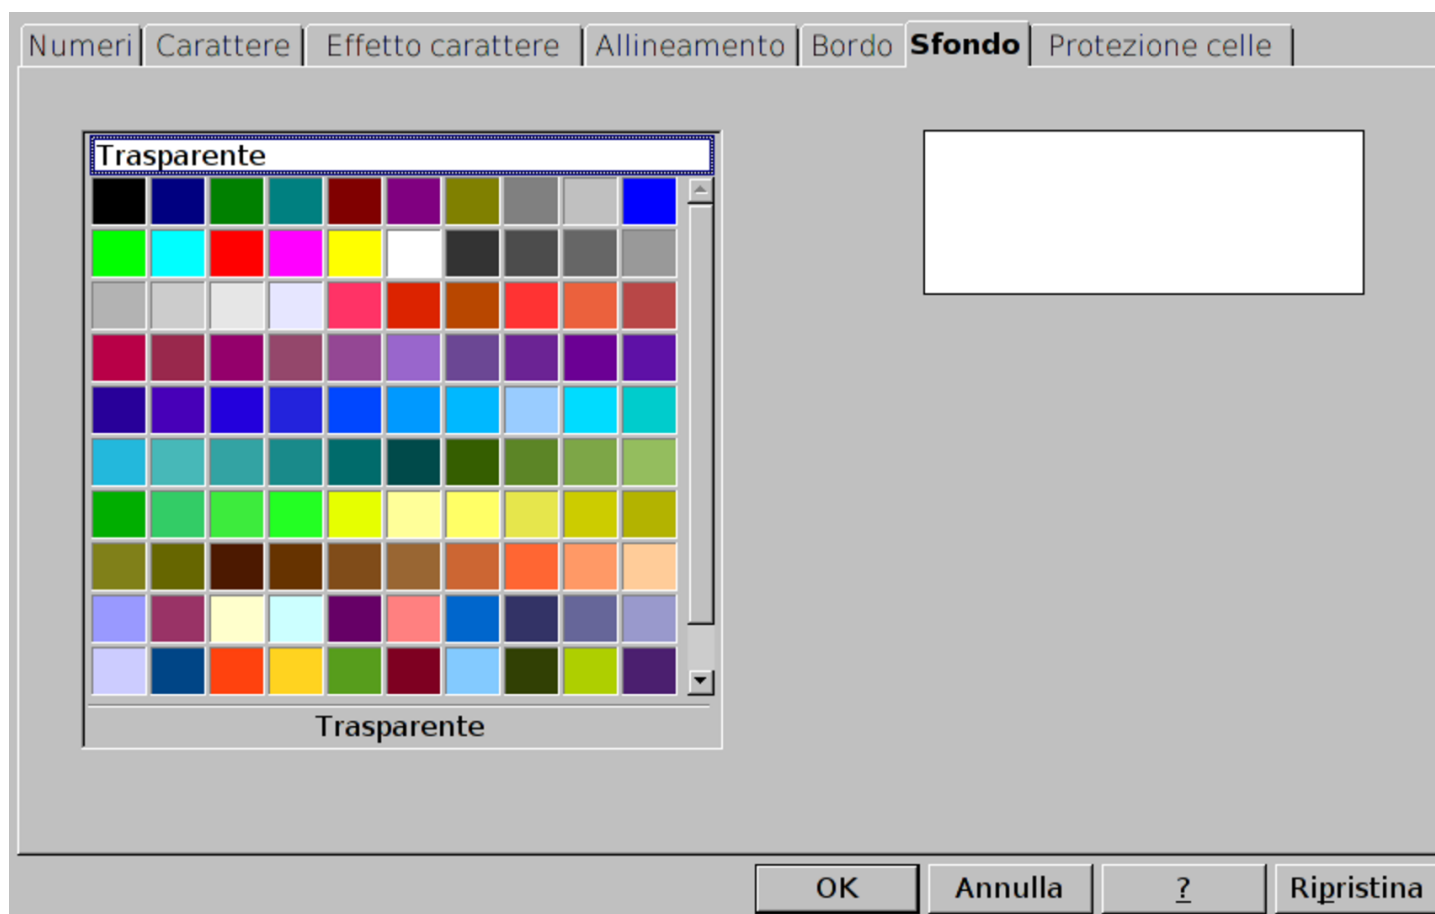 Numeri Carattere Effetto carattere Allineamento Bordo Sfondo Protezione celle
Trasparente
Trasparente
OK Annulla ? Ripristina